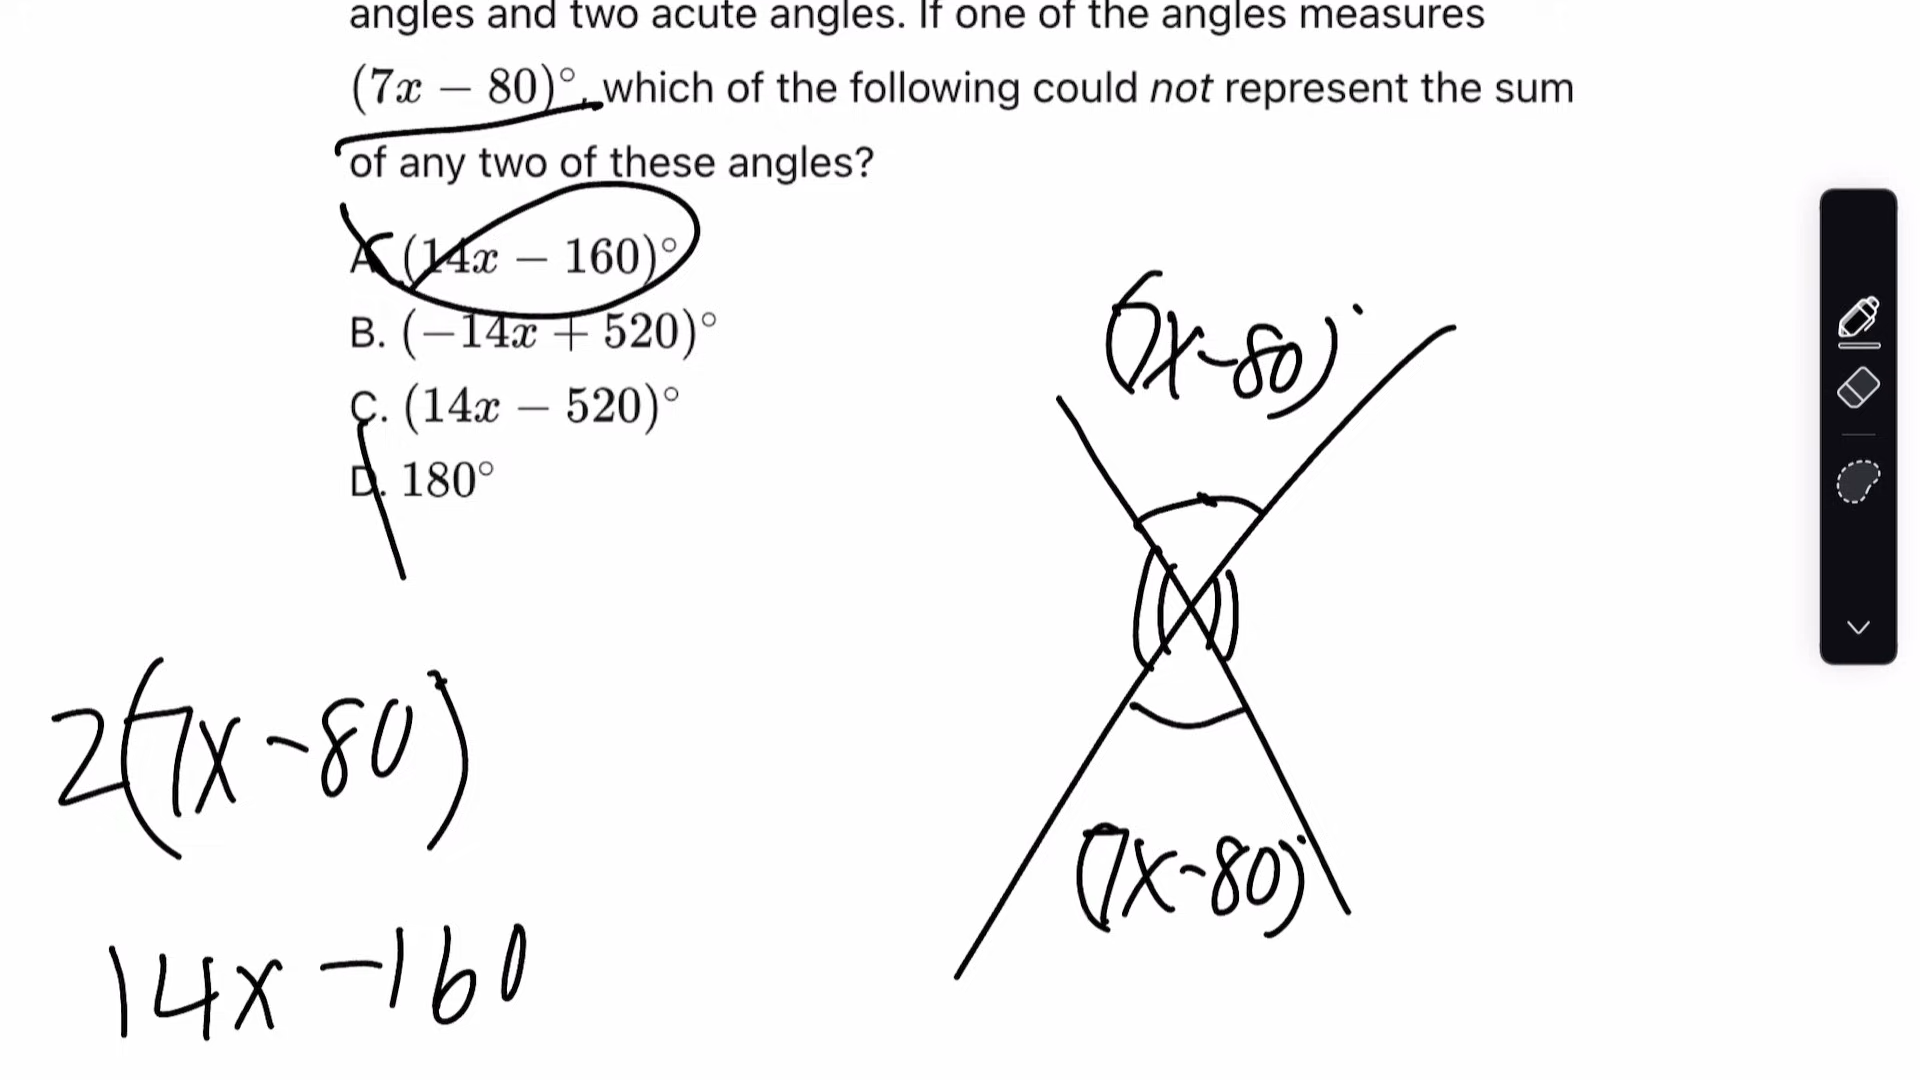 angles and two acute angles. If one of the angles measures
(7x − 80)°, which of the following could not represent the sum
of any two of these angles?
A. (14x − 160)°
B. (−14x + 520)°
C. (14x − 520)°
D. 180°
(7x-80)°
2(7x-80)
(7x-80)°
14x-160